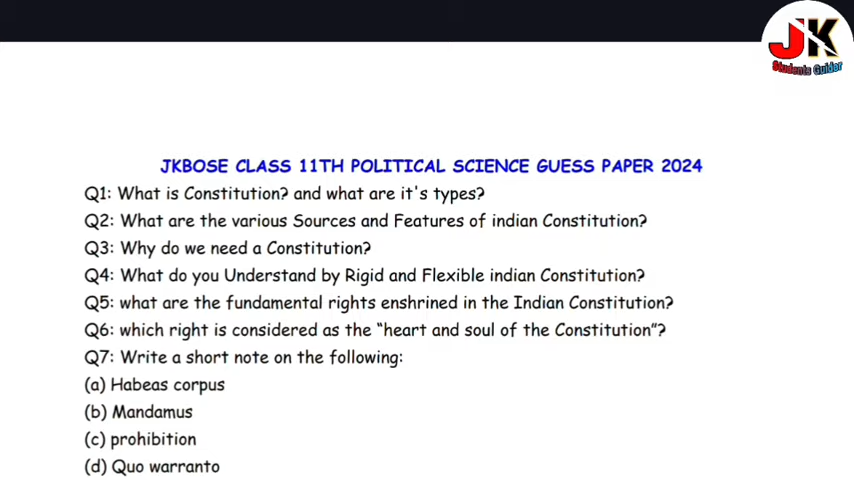 JK
Students Guider
JKBOSE CLASS 11TH POLITICAL SCIENCE GUESS PAPER 2024
Q1: What is Constitution? and what are it's types?
Q2: What are the various Sources and Features of indian Constitution?
Q3: Why do we need a Constitution?
Q4: What do you Understand by Rigid and Flexible indian Constitution?
Q5: what are the fundamental rights enshrined in the Indian Constitution?
Q6: which right is considered as the “heart and soul of the Constitution”?
Q7: Write a short note on the following:
(a) Habeas corpus
(b) Mandamus
(c) prohibition
(d) Quo warranto